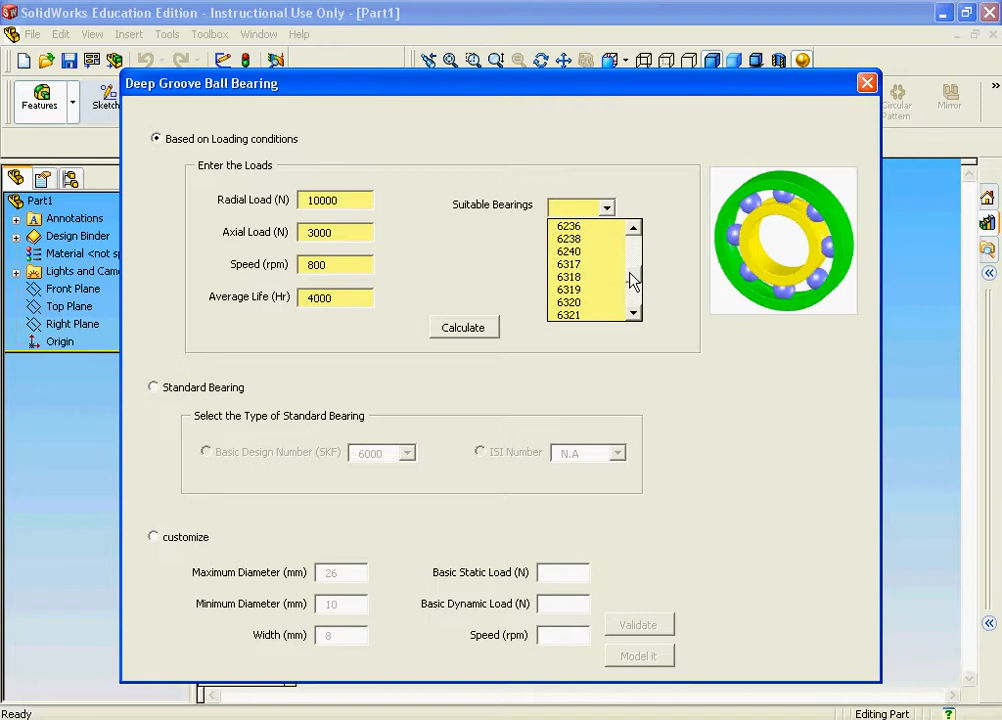 SolidWorks Education Edition - Instructional Use Only - [Part1]
File Edit View Insert Tools Toolbox Window Help
Deep Groove Ball Bearing
Features
Sketch
Circular Pattern
Mirror
Based on Loading conditions
Enter the Loads
Radial Load (N) 10000
Suitable Bearings
Axial Load (N) 3000
Speed (rpm) 800
Average Life (Hr) 4000
6236
6238
6240
6317
6318
6319
6320
6321
Calculate
Part1
Annotations
Design Binder
Material <not sp
Lights and Came
Front Plane
Top Plane
Right Plane
Origin
Standard Bearing
Select the Type of Standard Bearing
Basic Design Number (SKF) 6000
ISI Number N.A
customize
Maximum Diameter (mm) 26
Basic Static Load (N)
Minimum Diameter (mm) 10
Basic Dynamic Load (N)
Width (mm) 8
Speed (rpm)
Validate
Model it
Ready
Editing Part